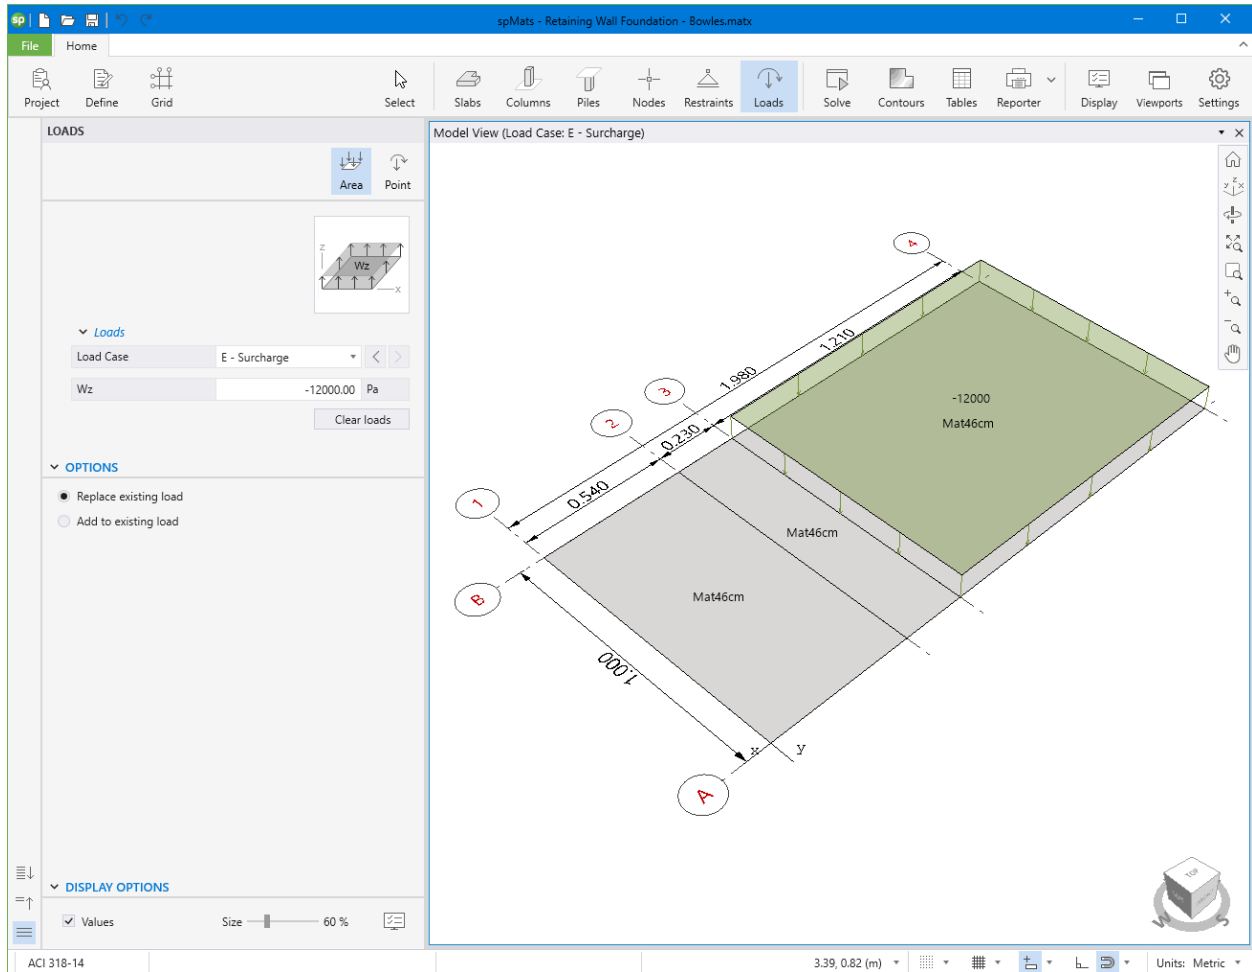 sp
spMats - Retaining Wall Foundation - Bowles.matx
File
Home
Project
Define
Grid
Select
Slabs
Columns
Piles
Nodes
Restraints
Loads
Solve
Contours
Tables
Reporter
Display
Viewports
Settings
LOADS
Area
Point
z
Wz
x
Loads
Load Case
E - Surcharge
Wz
-12000.00
Pa
Clear loads
OPTIONS
Replace existing load
Add to existing load
DISPLAY OPTIONS
Values
Size
60 %
Model View (Load Case: E - Surcharge)
y z x
4
1.210
1.980
3
-12000
Mat46cm
2
0.230
0.540
1
Mat46cm
B
Mat46cm
1.000
x y
A
TOP
W
S
ACI 318-14
3.39, 0.82 (m)
Units: Metric